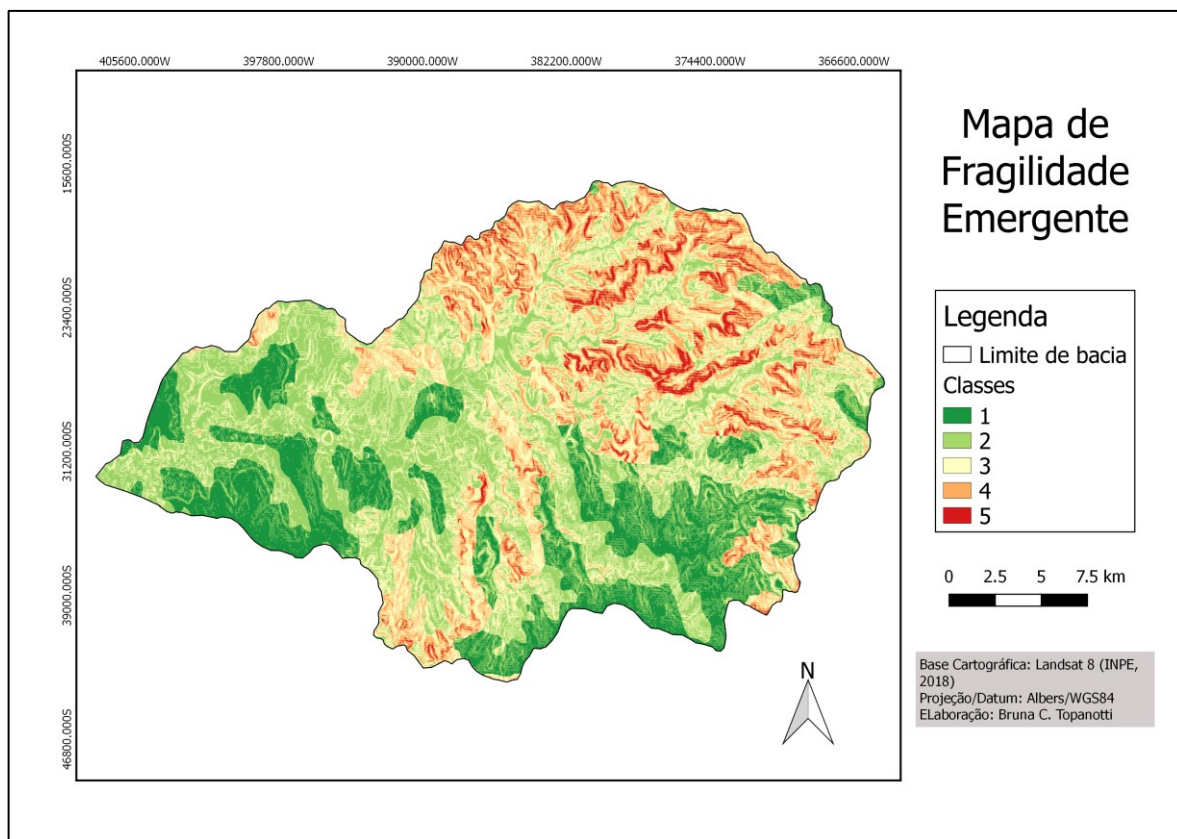 405600.000W 397800.000W 390000.000W 382200.000W 374400.000W 366600.000W
15600.000S
23400.000S
31200.000S
39000.000S
46800.000S
Mapa de
Fragilidade
Emergente
Legenda
Limite de bacia
Classes
1
2
3
4
5
0 2.5 5 7.5 km
N
Base Cartográfica: Landsat 8 (INPE,
2018)
Projeção/Datum: Albers/WGS84
ELaboração: Bruna C. Topanotti